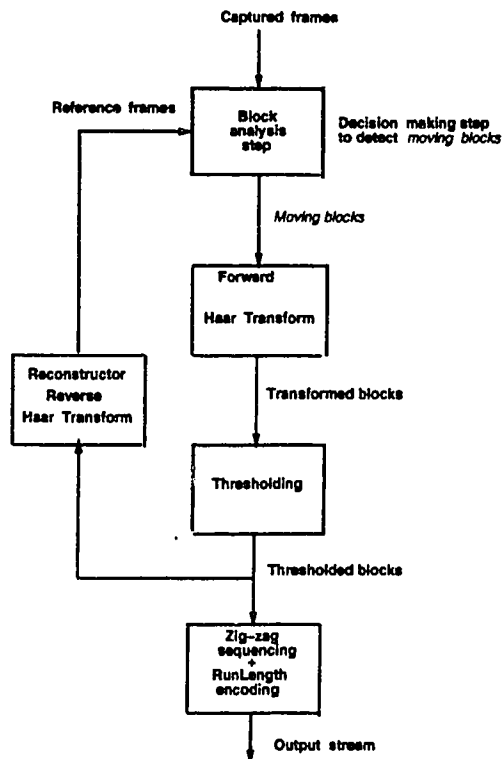 Captured frames
Reference frames
Block
analysis
step
Decision making step
to detect moving blocks
Moving blocks
Forward
Haar Transform
Reconstructor
Reverse
Haar Transform
Transformed blocks
Thresholding
Thresholded blocks
Zig-zag
sequencing
+
RunLength
encoding
Output stream